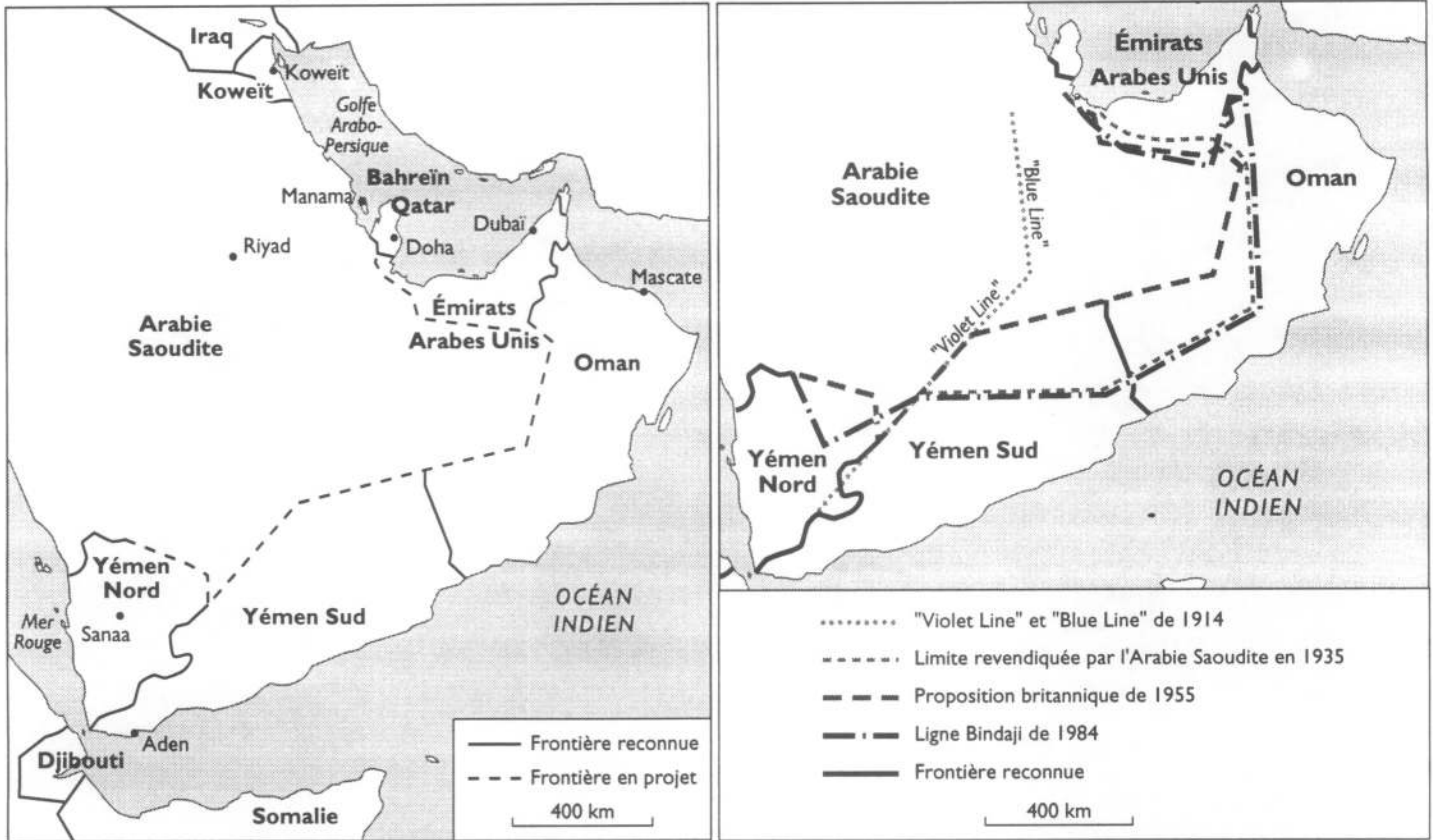 Iraq
Koweït
Koweït
Golfe
Arabo-
Persique
Bahreïn
Manama
Qatar
Dubaï
Doha
Riyad
Mascate
Émirats
Arabes Unis
Arabie
Saoudite
Oman
Yémen
Nord
Mer
Rouge
Sanaa
Yémen Sud
OCÉAN
INDIEN
Aden
Djibouti
Somalie
Frontière reconnue
Frontière en projet
400 km
Émirats
Arabes Unis
Arabie
Saoudite
"Blue Line"
Oman
"Violet Line"
Yémen
Nord
Yémen Sud
OCÉAN
INDIEN
"Violet Line" et "Blue Line" de 1914
Limite revendiquée par l'Arabie Saoudite en 1935
Proposition britannique de 1955
Ligne Bindaji de 1984
Frontière reconnue
400 km